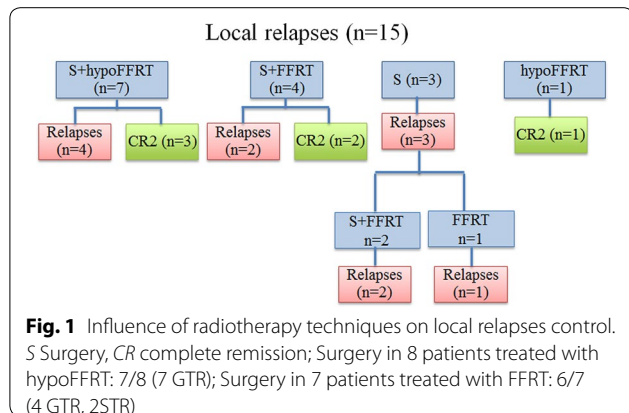 Local relapses (n=15)
S+hypoFFRT
(n=7)
S+FFRT
(n=4)
S (n=3)
hypoFFRT
(n=1)
Relapses
(n=4)
CR2 (n=3)
Relapses
(n=2)
CR2 (n=2)
Relapses
(n=3)
CR2 (n=1)
S+FFRT
n=2
FFRT
n=1
Relapses
(n=2)
Relapses
(n=1)
Fig. 1 Influence of radiotherapy techniques on local relapses control.
S Surgery, CR complete remission; Surgery in 8 patients treated with
hypoFFRT: 7/8 (7 GTR); Surgery in 7 patients treated with FFRT: 6/7
(4 GTR, 2STR)